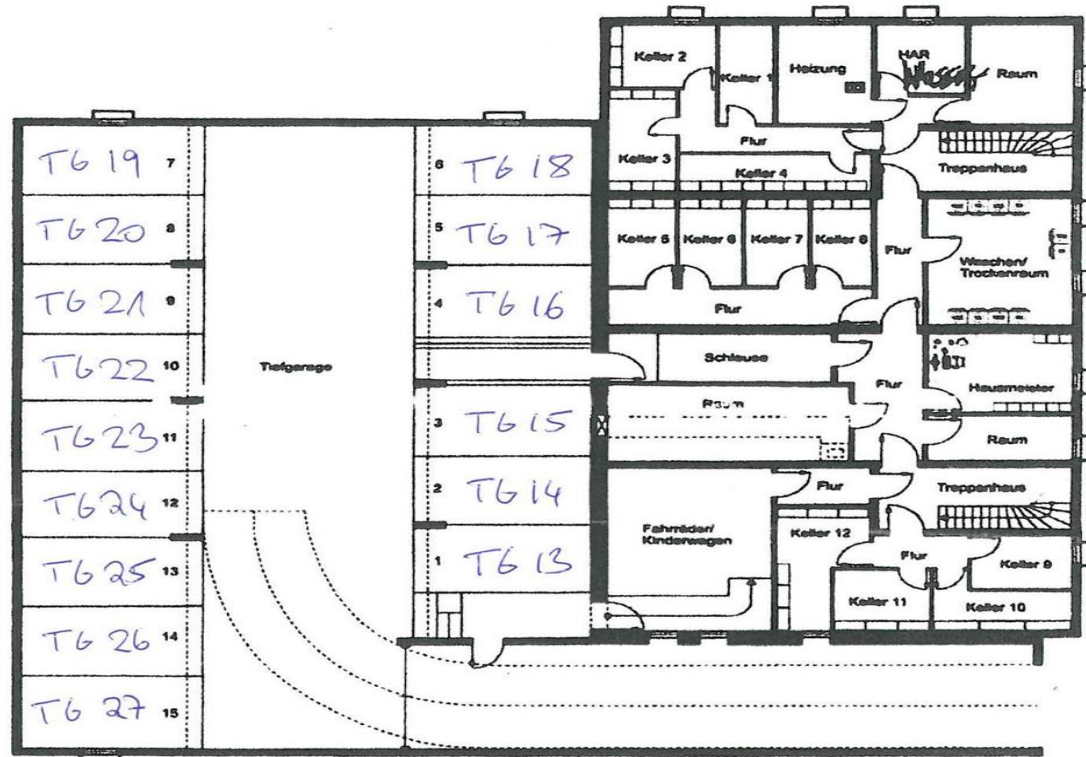 Keller 2
Keller 1
Heizung
HAR
Wasser
Raum
TG 19 7
6 TG 18
Keller 3
Flur
Keller 4
Treppenhaus
TG 20 8
5 TG 17
Keller 5
Keller 6
Keller 7
Keller 8
Flur
Waschen/
Trockenraum
TG 21 9
4 TG 16
Flur
TG 22 10
Tiefgarage
Schleuse
Flur
Hausmeister
TG 23 11
3 TG 15
Raum
Raum
TG 24 12
2 TG 14
Flur
Treppenhaus
Fahrräder/
Kinderwagen
Keller 12
TG 25 13
1 TG 13
Flur
Keller 9
Keller 11
Keller 10
TG 26 14
TG 27 15